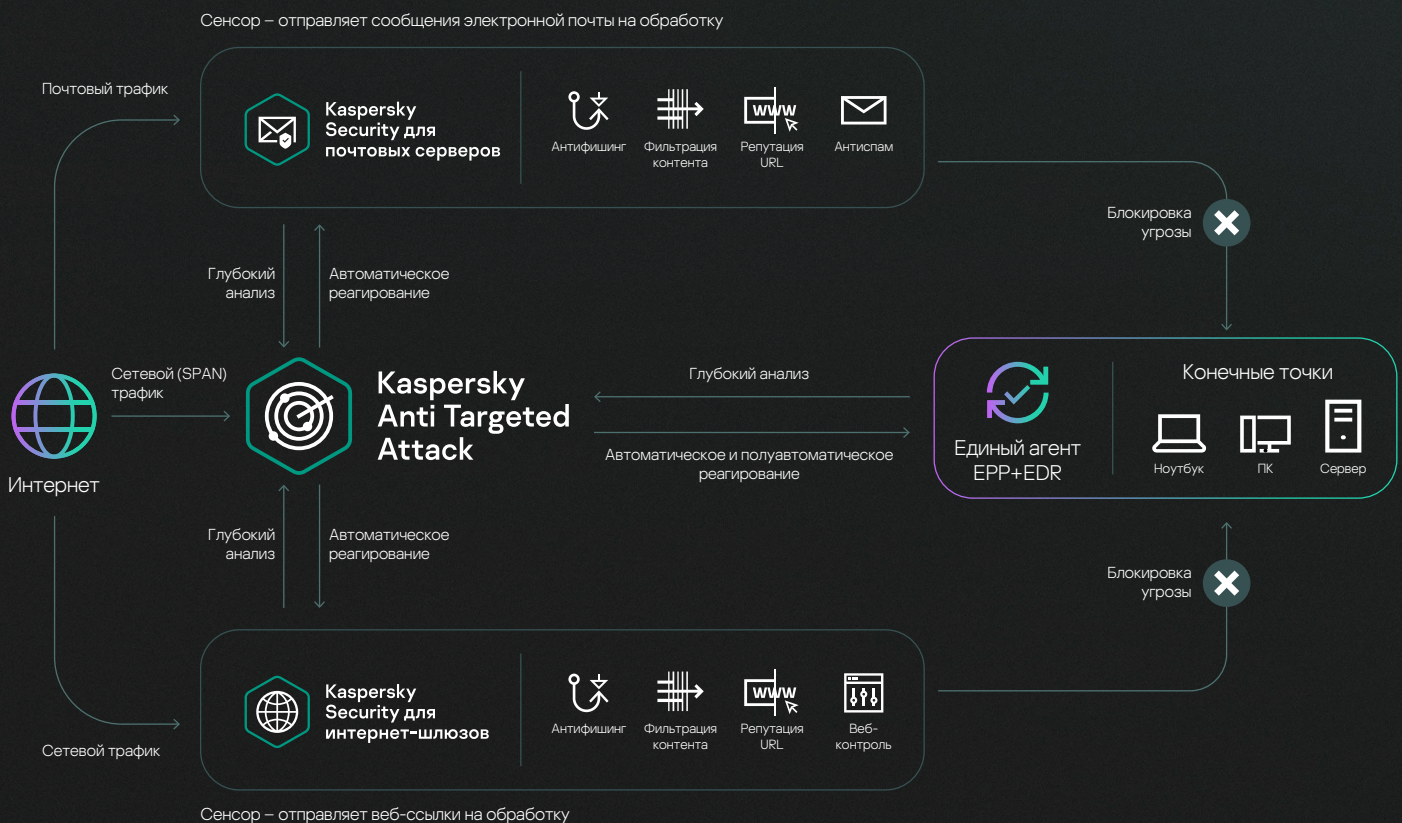 Сенсор – отправляет сообщения электронной почты на обработку
Почтовый трафик
Kaspersky
Security для
почтовых серверов
Антифишинг
Фильтрация
контента
www
Репутация
URL
Антиспам
Блокировка
угрозы
Глубокий
анализ
Автоматическое
реагирование
Интернет
Сетевой (SPAN)
трафик
Kaspersky
Anti Targeted
Attack
Глубокий анализ
Автоматическое и полуавтоматическое
реагирование
Единый агент
EPP+EDR
Конечные точки
Ноутбук
ПК
Сервер
Глубокий
анализ
Автоматическое
реагирование
Блокировка
угрозы
Сетевой трафик
Kaspersky
Security для
интернет-шлюзов
Антифишинг
Фильтрация
контента
www
Репутация
URL
Веб-
контроль
Сенсор – отправляет веб-ссылки на обработку